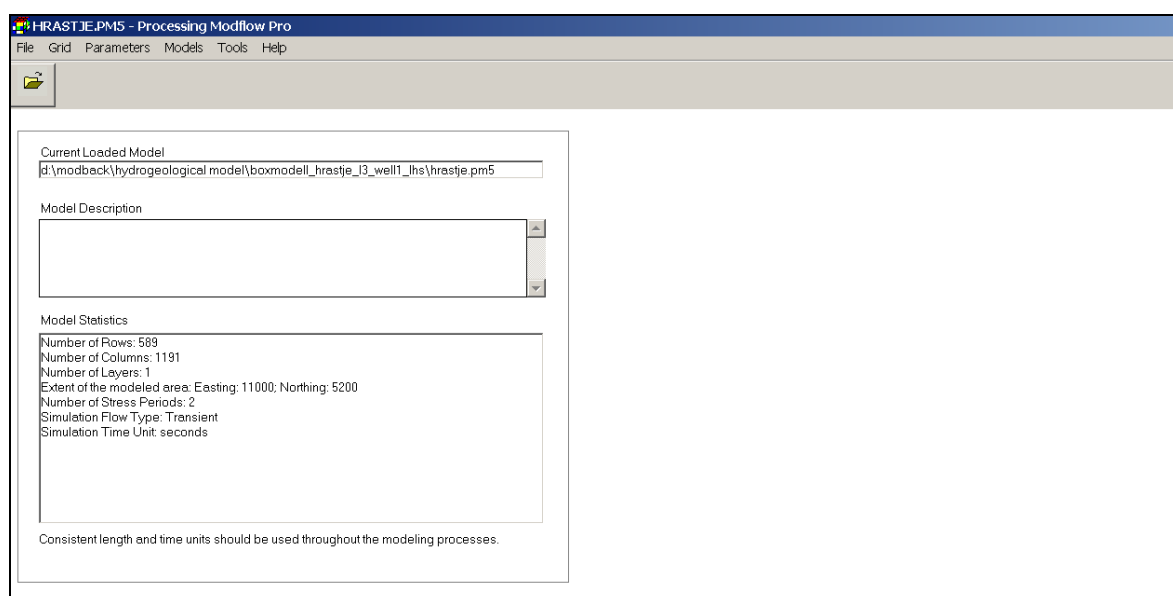 HRASTJE.PM5 - Processing Modflow Pro
File Grid Parameters Models Tools Help
Current Loaded Model
d:\modback\hydrogeological model\boxmodell_hrastje_l3_well1_lhs\hrastje.pm5
Model Description
Model Statistics
Number of Rows: 589
Number of Columns: 1191
Number of Layers: 1
Extent of the modeled area: Easting: 11000; Northing: 5200
Number of Stress Periods: 2
Simulation Flow Type: Transient
Simulation Time Unit: seconds
Consistent length and time units should be used throughout the modeling processes.